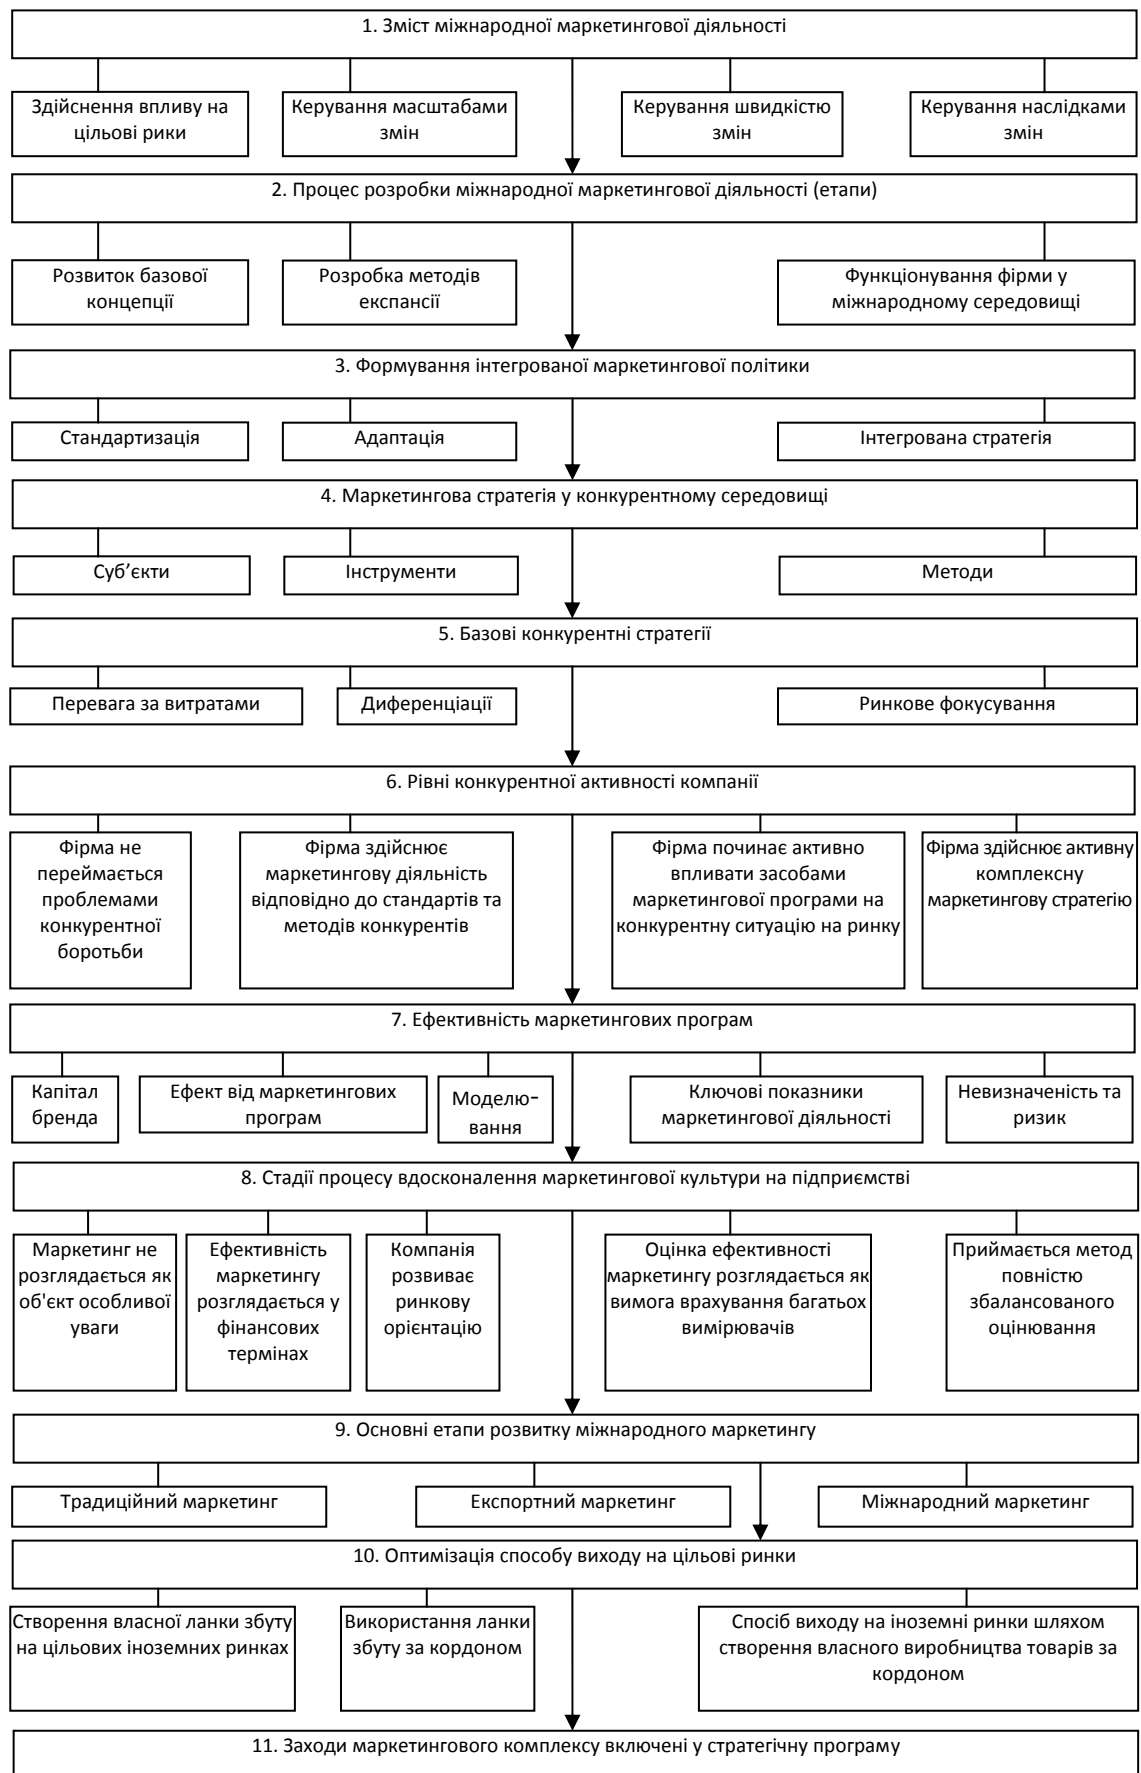 1. Зміст міжнародної маркетингової діяльності
Здійснення впливу на
цільові рики
Керування масштабами
змін
Керування швидкістю
змін
Керування наслідками
змін
2. Процес розробки міжнародної маркетингової діяльності (етапи)
Розвиток базової
концепції
Розробка методів
експансії
Функціонування фірми у
міжнародному середовищі
3. Формування інтегрованої маркетингової політики
Стандартизація
Адаптація
Інтегрована стратегія
4. Маркетингова стратегія у конкурентному середовищі
Суб’єкти
Інструменти
Методи
5. Базові конкурентні стратегії
Перевага за витратами
Диференціації
Ринкове фокусування
6. Рівні конкурентної активності компанії
Фірма не
переймається
проблемами
конкурентної
боротьби
Фірма здійснює
маркетингову діяльність
відповідно до стандартів та
методів конкурентів
Фірма починає активно
впливати засобами
маркетингової програми на
конкурентну ситуацію на ринку
Фірма здійснює активну
комплексну
маркетингову стратегію
7. Ефективність маркетингових програм
Капітал
бренда
Ефект від маркетингових
програм
Моделю-
вання
Ключові показники
маркетингової діяльності
Невизначеність та
ризик
8. Стадії процесу вдосконалення маркетингової культури на підприємстві
Маркетинг не
розглядається як
об'єкт особливої
уваги
Ефективність
маркетингу
розглядається у
фінансових
термінах
Компанія
розвиває
ринкову
орієнтацію
Оцінка ефективності
маркетингу розглядається як
вимога врахування багатьох
вимірювачів
Приймається метод
повністю
збалансованого
оцінювання
9. Основні етапи розвитку міжнародного маркетингу
Традиційний маркетинг
Експортний маркетинг
Міжнародний маркетинг
10. Оптимізація способу виходу на цільові ринки
Створення власної ланки збуту
на цільових іноземних ринках
Використання ланки
збуту за кордоном
Спосіб виходу на іноземні ринки шляхом
створення власного виробництва товарів за
кордоном
11. Заходи маркетингового комплексу включені у стратегічну програму